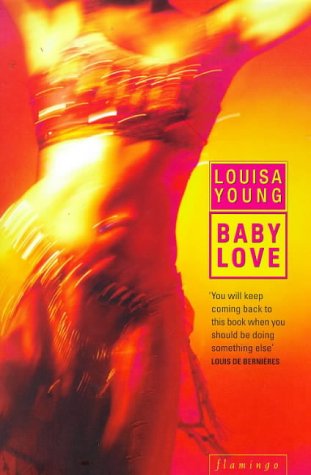 LOUISA
YOUNG
BABY
LOVE
'You will keep
coming back to
this book when you
should be doing
something else'
LOUIS DE BERNIÈRES
flamingo